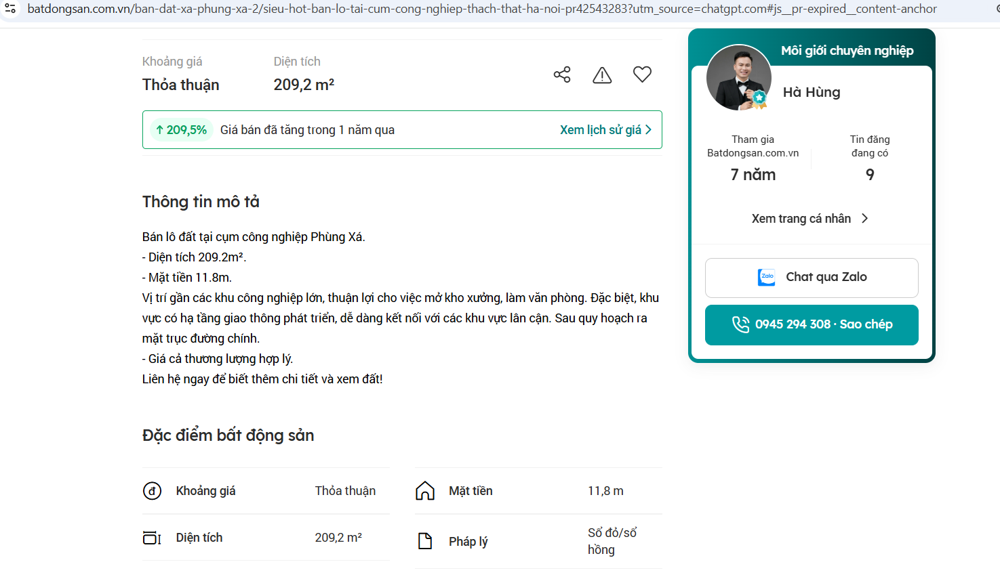 batdongsan.com.vn/ban-dat-xa-phung-xa-2/sieu-hot-ban-lo-tai-cum-cong-nghiep-thach-that-ha-noi-pr42543283?utm_source=chatgpt.com#js__pr-expired__content-anchor
Khoảng giá
Diện tích
Thỏa thuận
209,2 m²
209,5%
Giá bán đã tăng trong 1 năm qua
Xem lịch sử giá
Thông tin mô tả
Bán lô đất tại cụm công nghiệp Phùng Xá.
- Diện tích 209.2m².
- Mặt tiền 11.8m.
Vị trí gần các khu công nghiệp lớn, thuận lợi cho việc mở kho xưởng, làm văn phòng. Đặc biệt, khu
vực có hạ tầng giao thông phát triển, dễ dàng kết nối với các khu vực lân cận. Sau quy hoạch ra
mặt trục đường chính.
- Giá cả thương lượng hợp lý.
Liên hệ ngay để biết thêm chi tiết và xem đất!
Đặc điểm bất động sản
Khoảng giá
Thỏa thuận
Mặt tiền
11,8 m
Diện tích
209,2 m²
Pháp lý
Sổ đỏ/sổ
hồng
Môi giới chuyên nghiệp
Hà Hùng
Tham gia
Batdongsan.com.vn
7 năm
Tin đăng
đang có
9
Xem trang cá nhân
Zalo
Chat qua Zalo
0945 294 308 · Sao chép